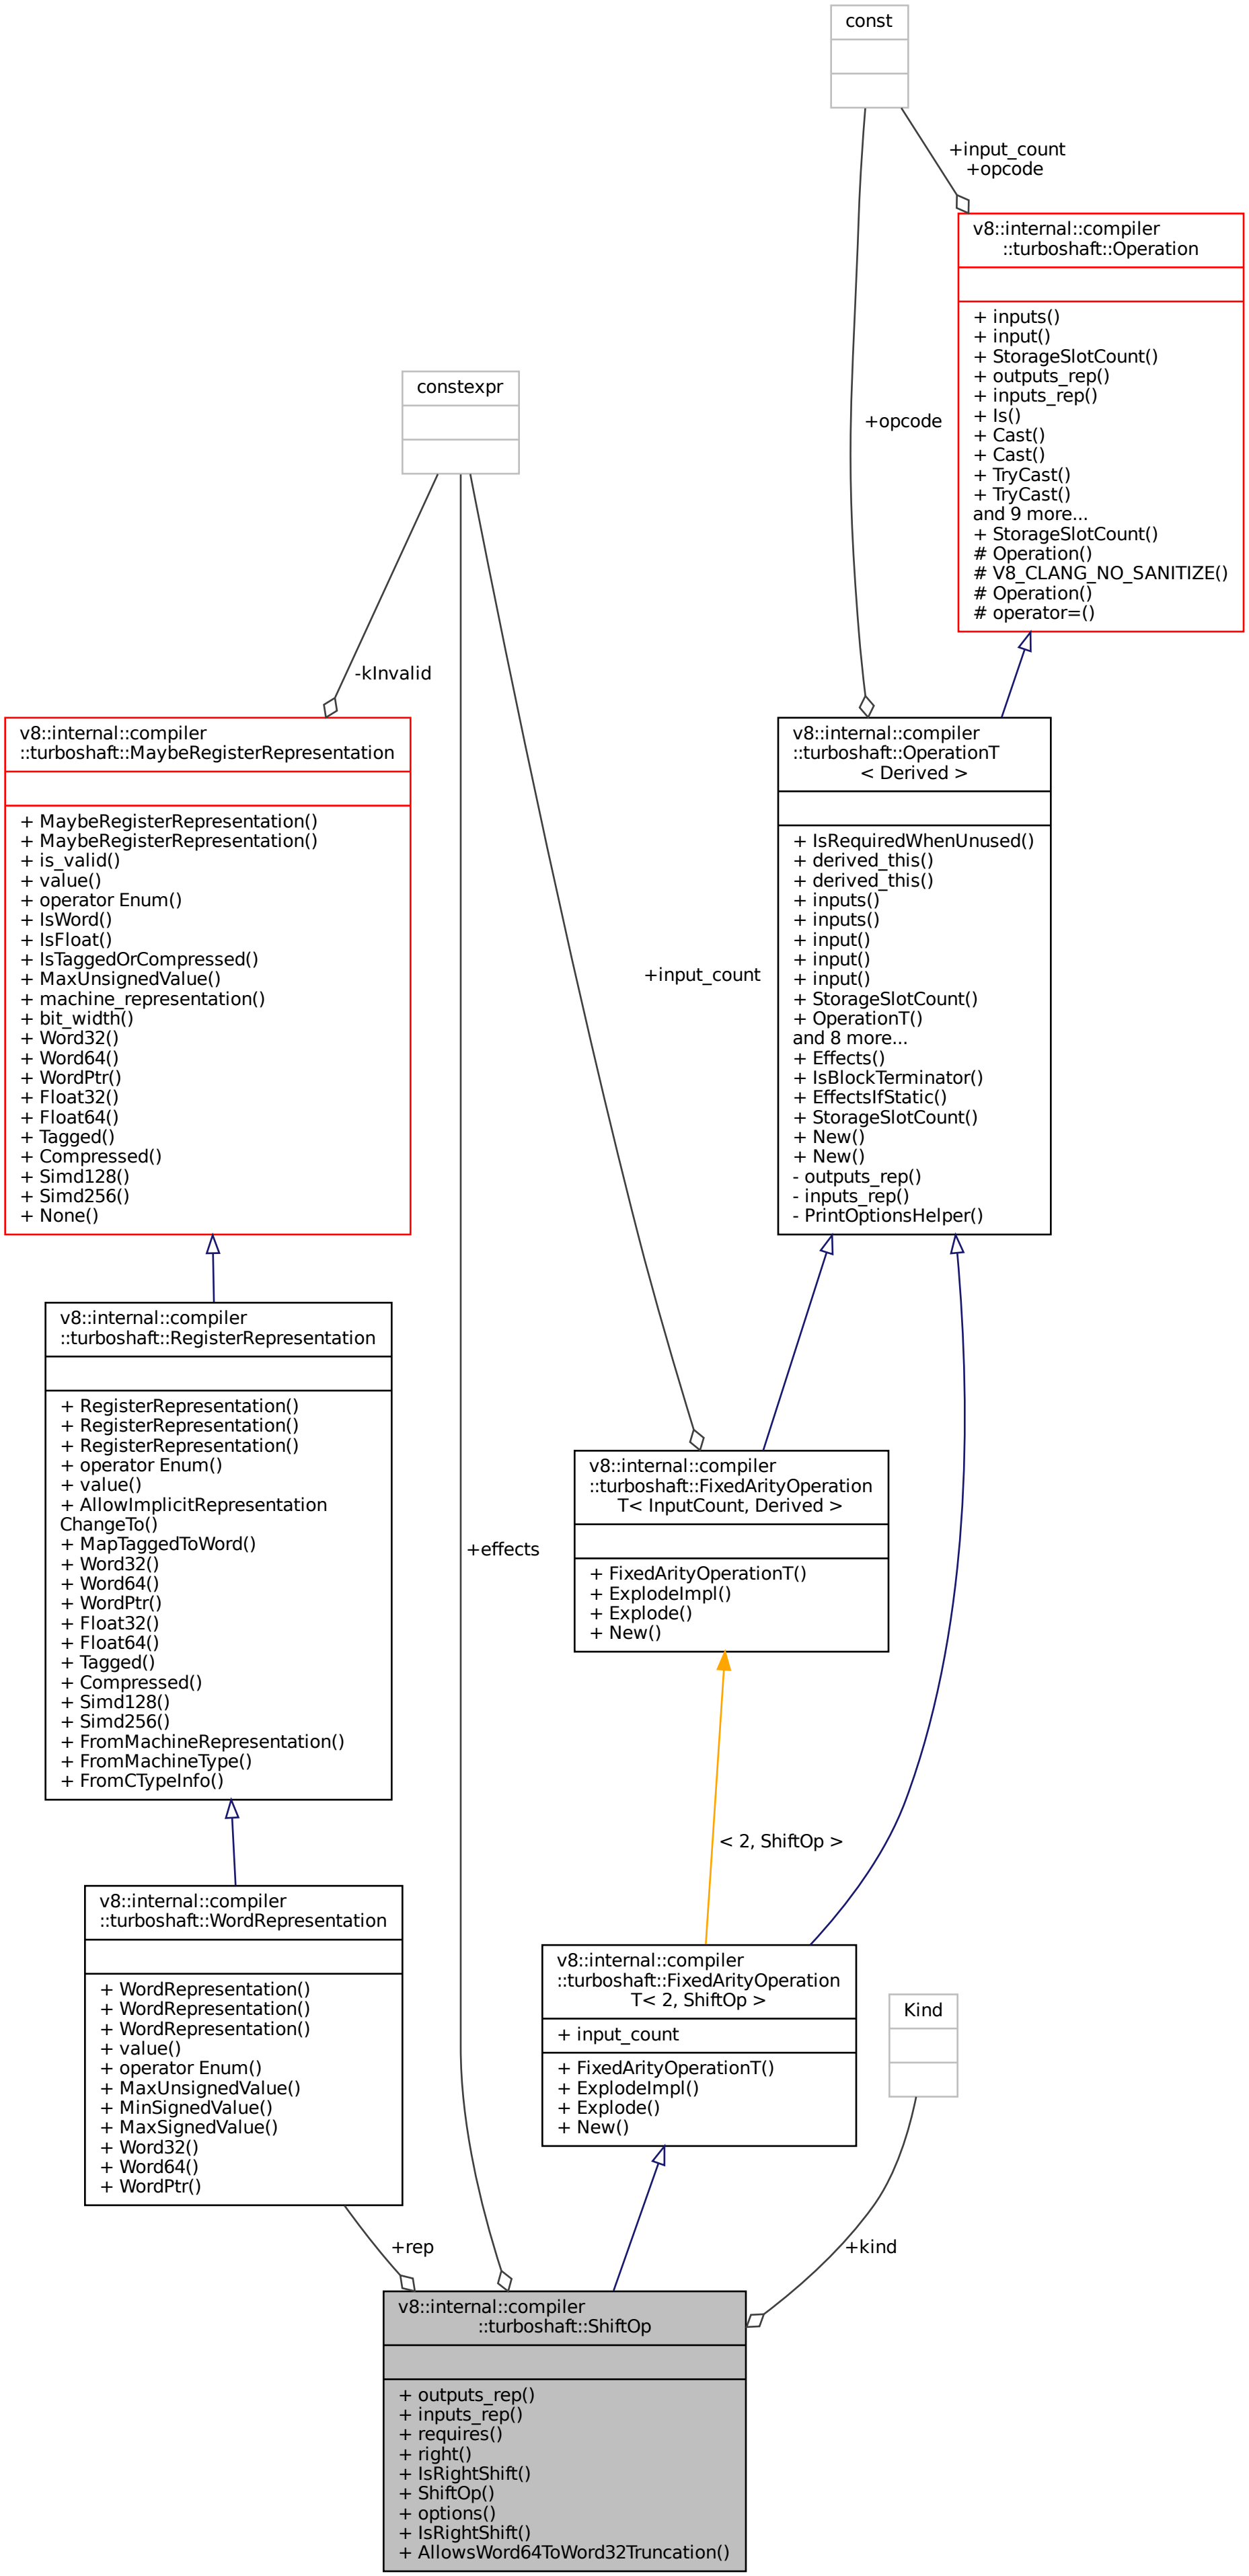 const
+input_count
+opcode
v8::internal::compiler
::turboshaft::Operation
+ inputs()
+ input()
+ StorageSlotCount()
+ outputs_rep()
+ inputs_rep()
+ Is()
+ Cast()
+ Cast()
+ TryCast()
+ TryCast()
and 9 more...
+ StorageSlotCount()
# Operation()
# V8_CLANG_NO_SANITIZE()
# Operation()
# operator=()
constexpr
+opcode
-kInvalid
v8::internal::compiler
::turboshaft::MaybeRegisterRepresentation
+ MaybeRegisterRepresentation()
+ MaybeRegisterRepresentation()
+ is_valid()
+ value()
+ operator Enum()
+ IsWord()
+ IsFloat()
+ IsTaggedOrCompressed()
+ MaxUnsignedValue()
+ machine_representation()
+ bit_width()
+ Word32()
+ Word64()
+ WordPtr()
+ Float32()
+ Float64()
+ Tagged()
+ Compressed()
+ Simd128()
+ Simd256()
+ None()
+input_count
v8::internal::compiler
::turboshaft::OperationT
< Derived >
+ IsRequiredWhenUnused()
+ derived_this()
+ derived_this()
+ inputs()
+ inputs()
+ input()
+ input()
+ input()
+ StorageSlotCount()
+ OperationT()
and 8 more...
+ Effects()
+ IsBlockTerminator()
+ EffectsIfStatic()
+ StorageSlotCount()
+ New()
+ New()
- outputs_rep()
- inputs_rep()
- PrintOptionsHelper()
v8::internal::compiler
::turboshaft::RegisterRepresentation
+ RegisterRepresentation()
+ RegisterRepresentation()
+ RegisterRepresentation()
+ operator Enum()
+ value()
+ AllowImplicitRepresentation
ChangeTo()
+ MapTaggedToWord()
+ Word32()
+ Word64()
+ WordPtr()
+ Float32()
+ Float64()
+ Tagged()
+ Compressed()
+ Simd128()
+ Simd256()
+ FromMachineRepresentation()
+ FromMachineType()
+ FromCTypeInfo()
+effects
v8::internal::compiler
::turboshaft::FixedArityOperation
T< InputCount, Derived >
+ FixedArityOperationT()
+ ExplodeImpl()
+ Explode()
+ New()
< 2, ShiftOp >
v8::internal::compiler
::turboshaft::WordRepresentation
+ WordRepresentation()
+ WordRepresentation()
+ WordRepresentation()
+ value()
+ operator Enum()
+ MaxUnsignedValue()
+ MinSignedValue()
+ MaxSignedValue()
+ Word32()
+ Word64()
+ WordPtr()
v8::internal::compiler
::turboshaft::FixedArityOperation
T< 2, ShiftOp >
+ input_count
+ FixedArityOperationT()
+ ExplodeImpl()
+ Explode()
+ New()
Kind
+rep
+kind
v8::internal::compiler
::turboshaft::ShiftOp
+ outputs_rep()
+ inputs_rep()
+ requires()
+ right()
+ IsRightShift()
+ ShiftOp()
+ options()
+ IsRightShift()
+ AllowsWord64ToWord32Truncation()